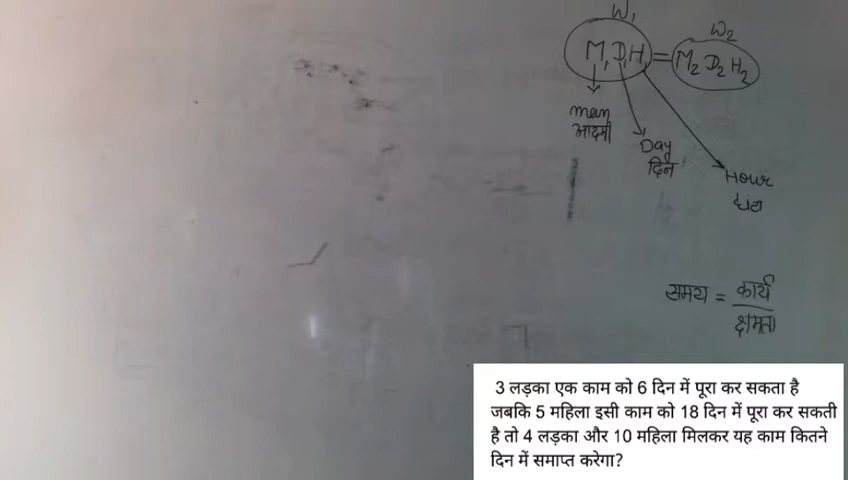 W₁
W₂
M₁D₁H₁ = M₂D₂H₂
men
आदमी
Day
दिन
Hour
घंटा
समय = कार्य
क्षमता
3 लड़का एक काम को 6 दिन में पूरा कर सकता है
जबकि 5 महिला इसी काम को 18 दिन में पूरा कर सकती
है तो 4 लड़का और 10 महिला मिलकर यह काम कितने
दिन में समाप्त करेगा?